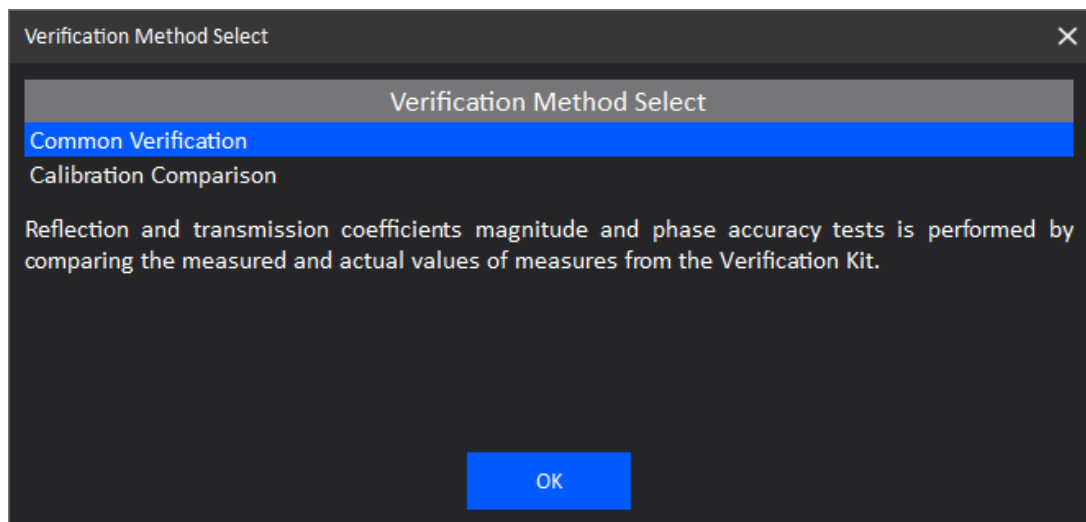 Verification Method Select
Verification Method Select
Common Verification
Calibration Comparison
Reflection and transmission coefficients magnitude and phase accuracy tests is performed by
comparing the measured and actual values of measures from the Verification Kit.
OK